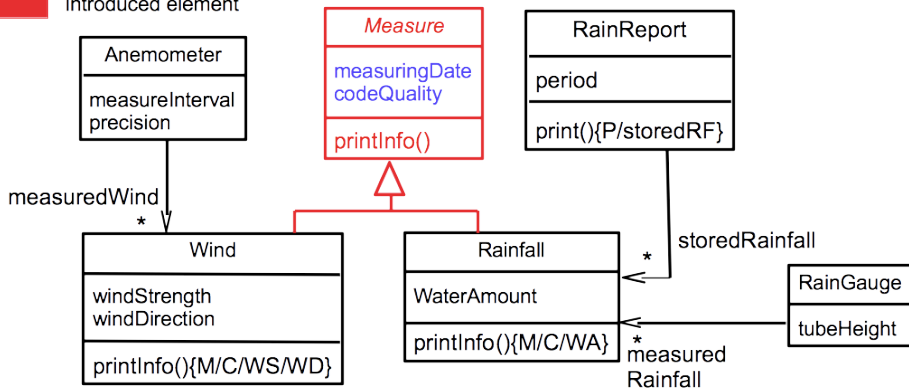 introduced element
Measure
measuringDate
codeQuality
printInfo()
RainReport
period
print(){P/storedRF}
Anemometer
measureInterval
precision
measuredWind
*
Wind
windStrength
windDirection
printInfo(){M/C/WS/WD}
Rainfall
WaterAmount
printInfo(){M/C/WA}
*
storedRainfall
RainGauge
tubeHeight
*
measured
Rainfall